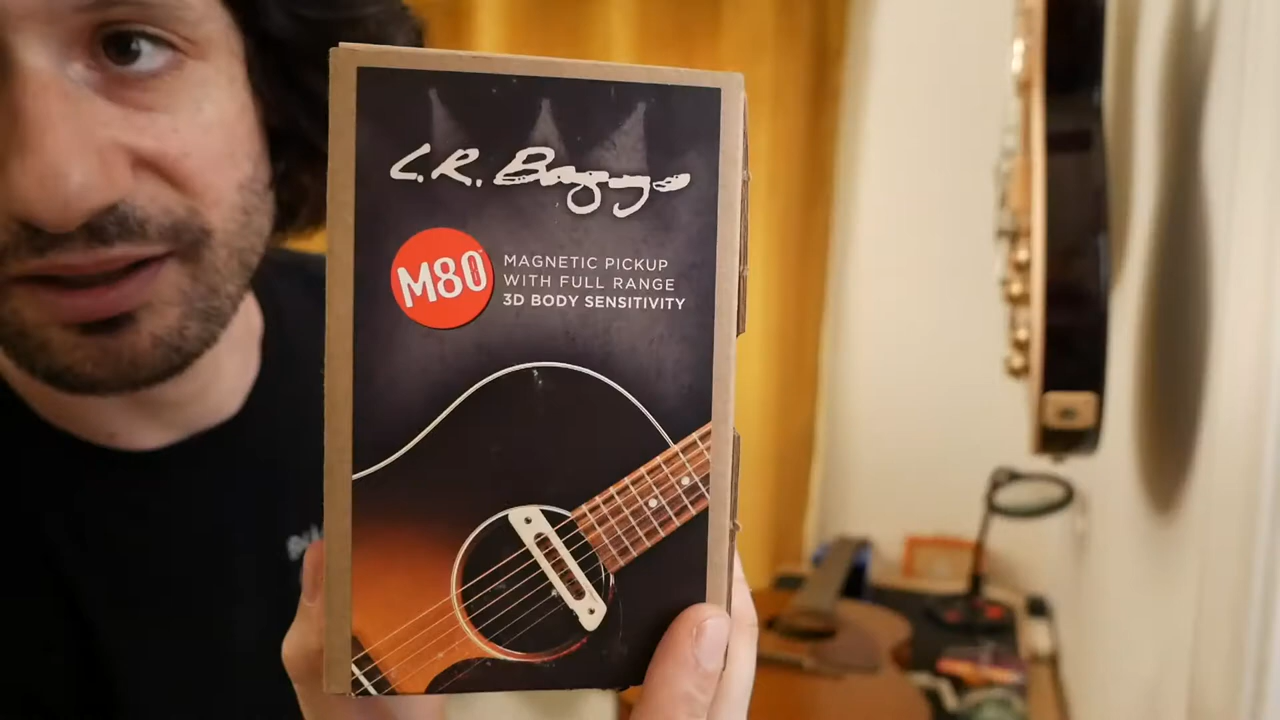 L.R. Baggs
M80
MAGNETIC PICKUP
WITH FULL RANGE
3D BODY SENSITIVITY